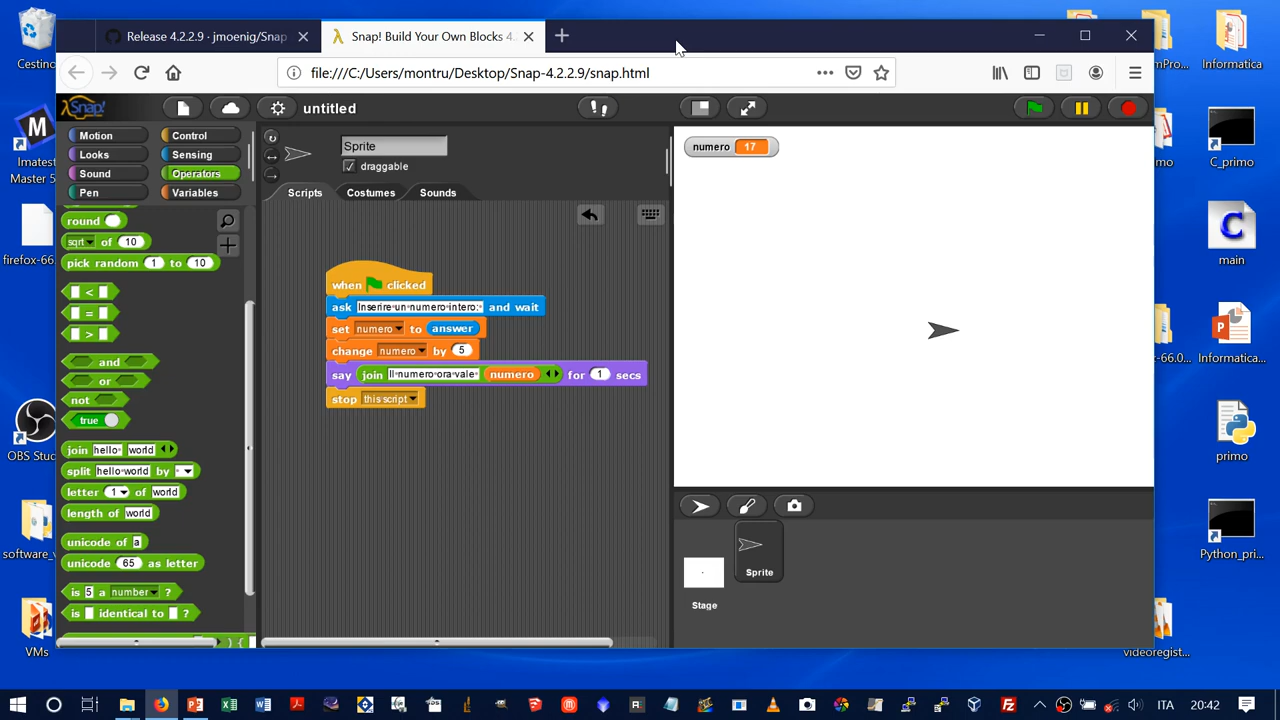 Cestino
Imatest
Master 5
firefox-66.
OBS Stud
software_v
VMs
Release 4.2.2.9 · jmoenig/Snap
Snap! Build Your Own Blocks 4.
file:///C:/Users/montru/Desktop/Snap-4.2.2.9/snap.html
Snap!
untitled
Motion
Control
Looks
Sensing
Sound
Operators
Pen
Variables
round
sqrt of 10
pick random 1 to 10
<
=
>
and
or
not
true
join hello world
split hello world by
letter 1 of world
length of world
unicode of a
unicode 65 as letter
is 5 a number ?
is identical to ?
Sprite
draggable
Scripts
Costumes
Sounds
when clicked
ask Inserire un numero intero: and wait
set numero to answer
change numero by 5
say join Il numero ora vale numero for 1 secs
stop this script
numero 17
Stage
Sprite
Informatica
C_primo
main
Informatica...
primo
Python_pri...
videoregist...
ITA
20:42